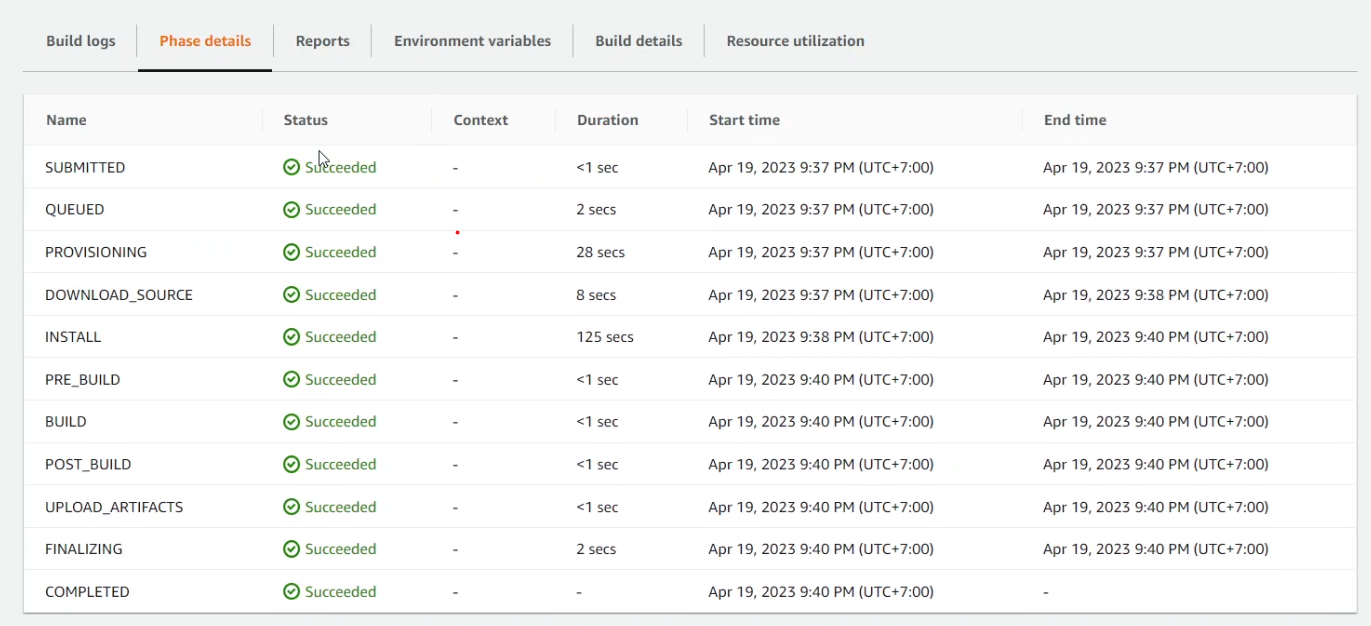 Build logs Phase details Reports Environment variables Build details Resource utilization
Name Status Context Duration Start time End time
SUBMITTED Succeeded - <1 sec Apr 19, 2023 9:37 PM (UTC+7:00) Apr 19, 2023 9:37 PM (UTC+7:00)
QUEUED Succeeded - 2 secs Apr 19, 2023 9:37 PM (UTC+7:00) Apr 19, 2023 9:37 PM (UTC+7:00)
PROVISIONING Succeeded - 28 secs Apr 19, 2023 9:37 PM (UTC+7:00) Apr 19, 2023 9:37 PM (UTC+7:00)
DOWNLOAD_SOURCE Succeeded - 8 secs Apr 19, 2023 9:37 PM (UTC+7:00) Apr 19, 2023 9:38 PM (UTC+7:00)
INSTALL Succeeded - 125 secs Apr 19, 2023 9:38 PM (UTC+7:00) Apr 19, 2023 9:40 PM (UTC+7:00)
PRE_BUILD Succeeded - <1 sec Apr 19, 2023 9:40 PM (UTC+7:00) Apr 19, 2023 9:40 PM (UTC+7:00)
BUILD Succeeded - <1 sec Apr 19, 2023 9:40 PM (UTC+7:00) Apr 19, 2023 9:40 PM (UTC+7:00)
POST_BUILD Succeeded - <1 sec Apr 19, 2023 9:40 PM (UTC+7:00) Apr 19, 2023 9:40 PM (UTC+7:00)
UPLOAD_ARTIFACTS Succeeded - <1 sec Apr 19, 2023 9:40 PM (UTC+7:00) Apr 19, 2023 9:40 PM (UTC+7:00)
FINALIZING Succeeded - 2 secs Apr 19, 2023 9:40 PM (UTC+7:00) Apr 19, 2023 9:40 PM (UTC+7:00)
COMPLETED Succeeded - - Apr 19, 2023 9:40 PM (UTC+7:00) -